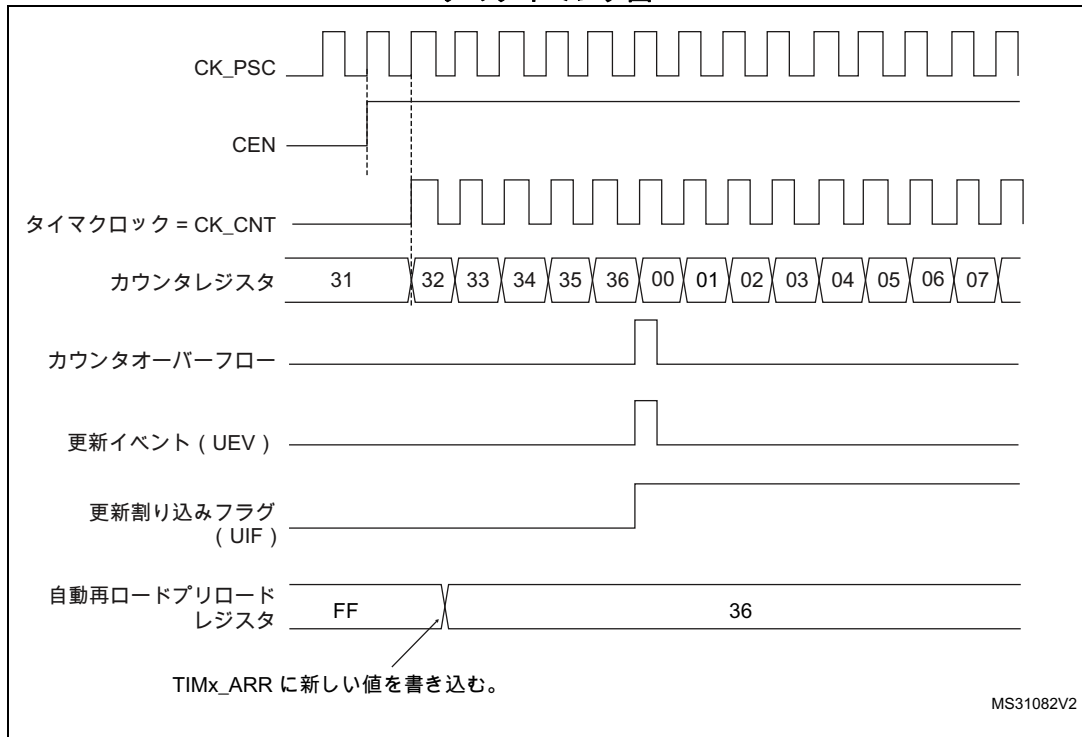 CK_PSC
CEN
タイマクロック = CK_CNT
カウンタレジスタ 31 32 33 34 35 36 00 01 02 03 04 05 06 07
カウンタオーバーフロー
更新イベント ( UEV )
更新割り込みフラグ
( UIF )
自動再ロードプリロード
レジスタ FF 36
TIMx_ARR に新しい値を書き込む。
MS31082V2